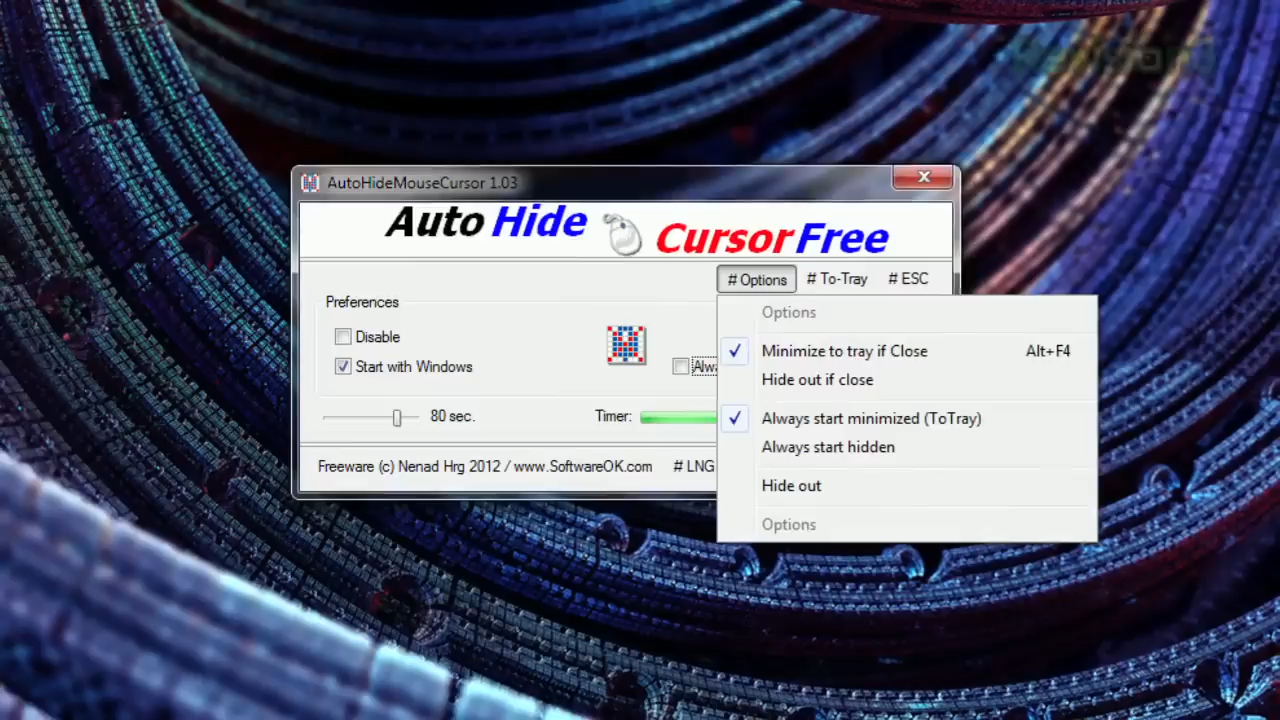 AutoHideMouseCursor 1.03
Auto Hide Cursor Free
# Options # To-Tray # ESC
Preferences
Disable
Start with Windows
80 sec.
Timer:
Freeware (c) Nenad Hrg 2012 / www.SoftwareOK.com # LNG
Options
Minimize to tray if Close Alt+F4
Hide out if close
Always start minimized (ToTray)
Always start hidden
Hide out
Options